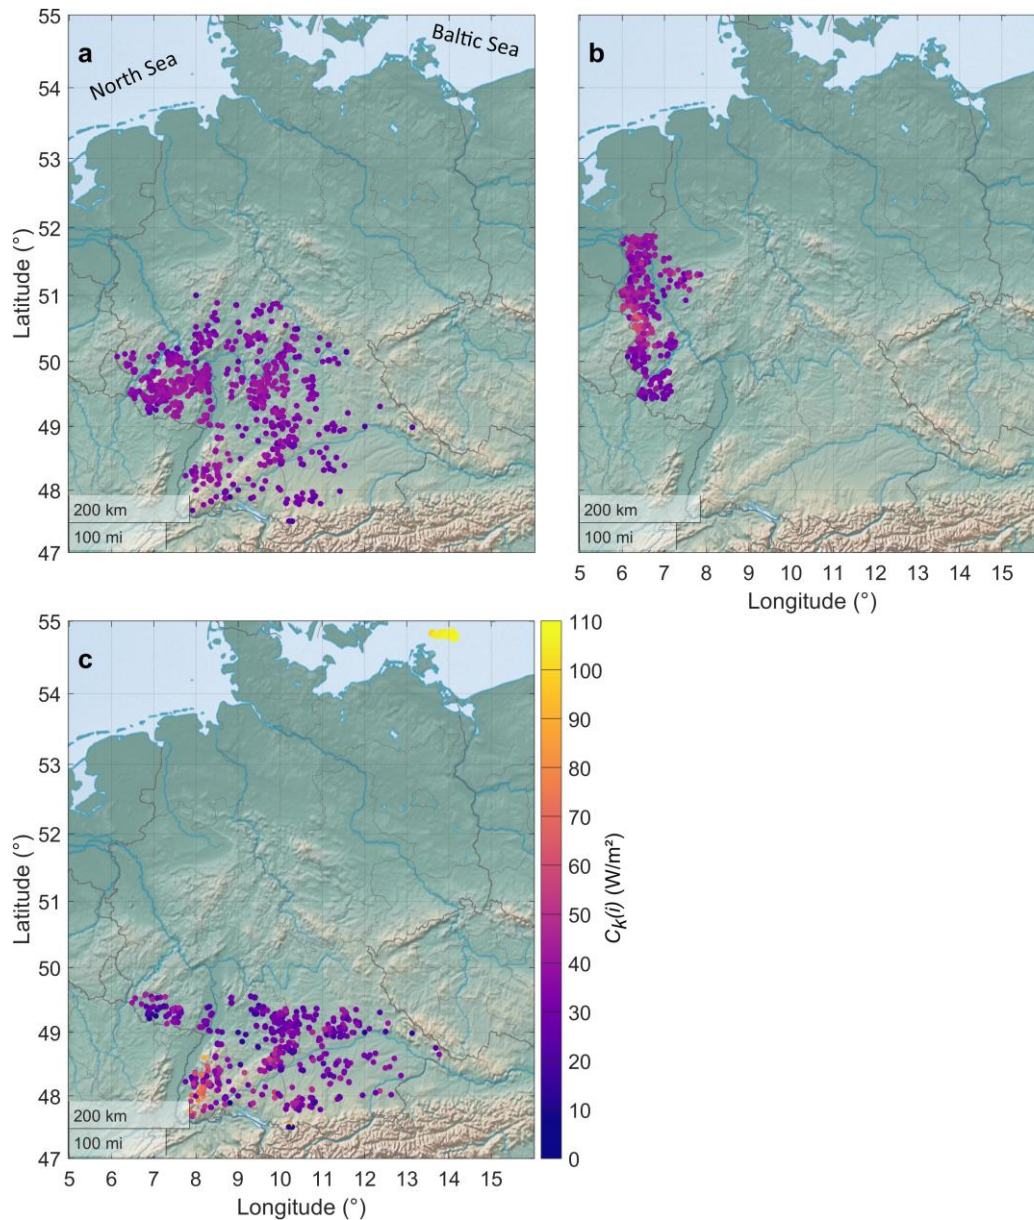 a
North Sea
Baltic Sea
55
54
53
52
51
50
49
48
47
Latitude (°)
200 km
100 mi
b
200 km
100 mi
5 6 7 8 9 10 11 12 13 14 15
Longitude (°)
c
55
54
53
52
51
50
49
48
47
Latitude (°)
200 km
100 mi
5 6 7 8 9 10 11 12 13 14 15
Longitude (°)
110
100
90
80
70
60
50
40
30
20
10
0
Ck(i) (W/m²)